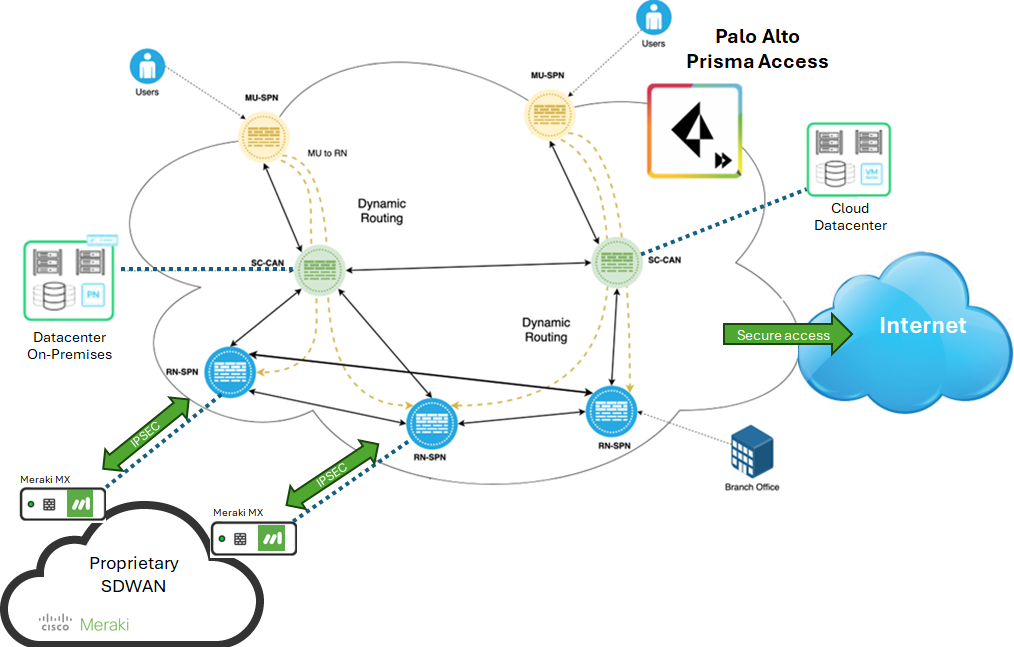 Users
Users
Palo Alto
Prisma Access
MU-SPN
MU-SPN
MU to RN
VM
Dynamic
Routing
Cloud
Datacenter
SC-CAN
SC-CAN
PN
Datacenter
On-Premises
Dynamic
Routing
Internet
Secure access
RN-SPN
RN-SPN
RN-SPN
IPSEC
IPSEC
Branch Office
Meraki MX
Meraki MX
Proprietary
SDWAN
CISCO Meraki